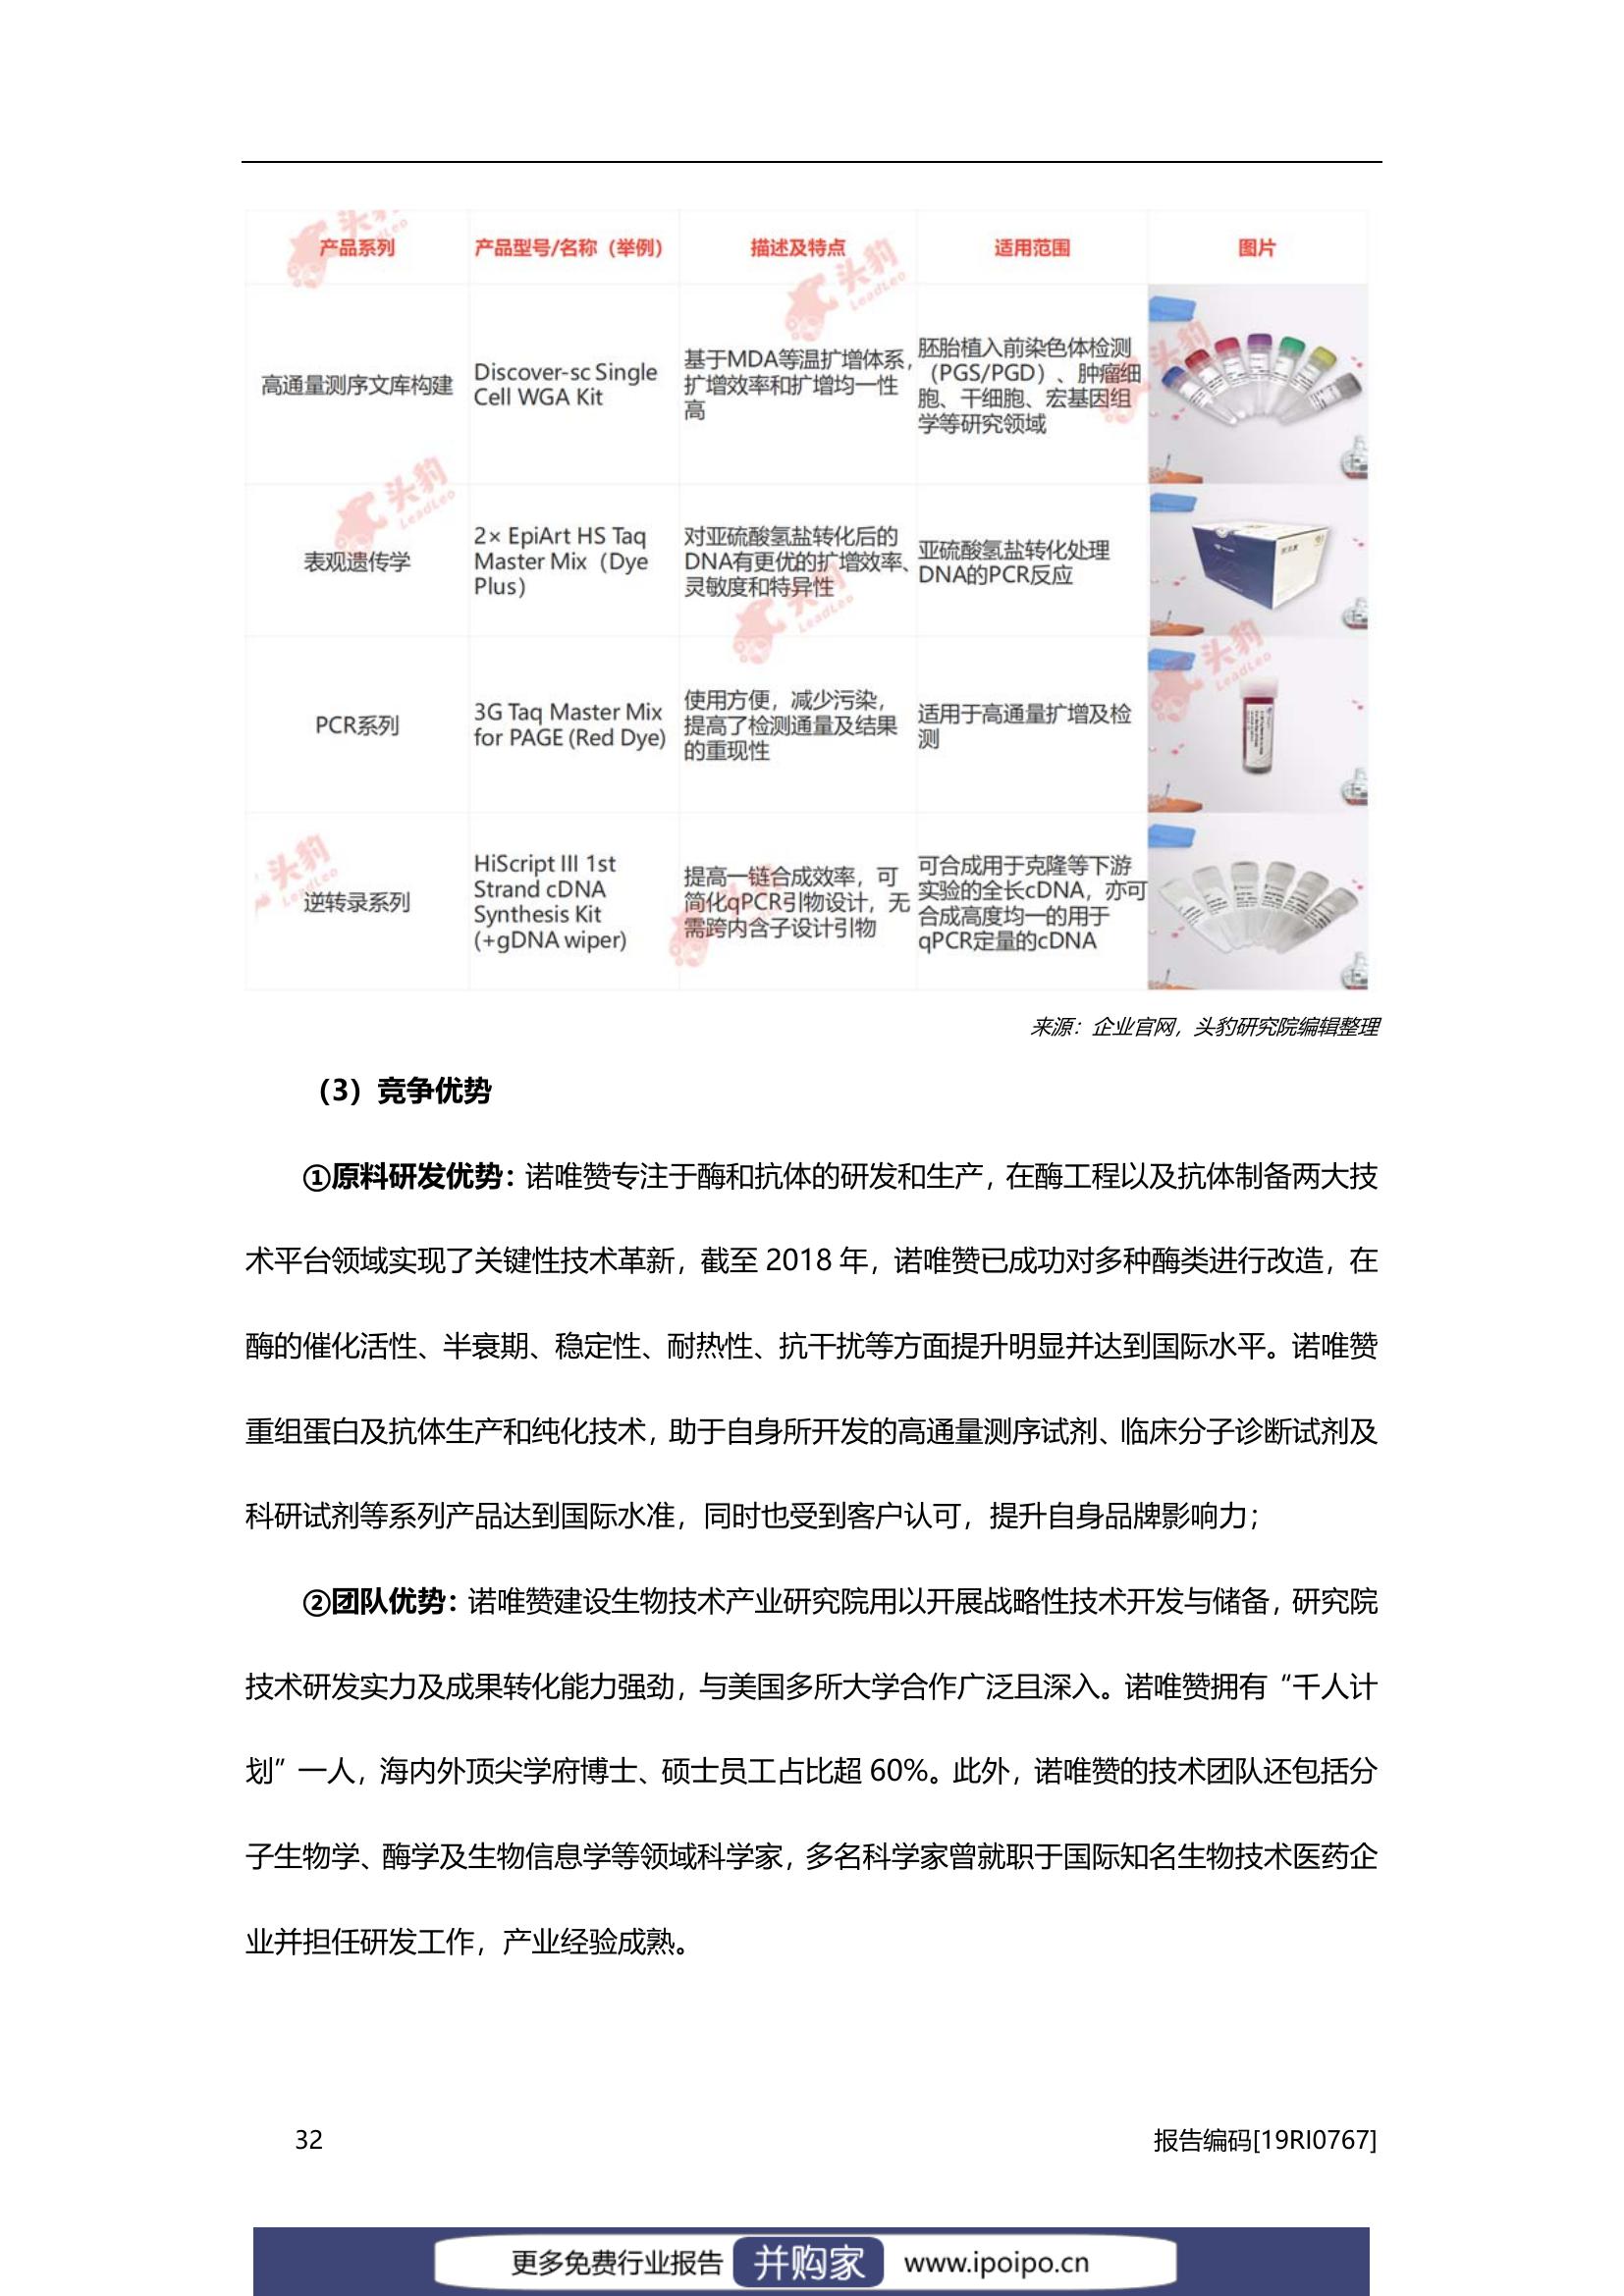 产品系列
产品型号/名称（举例）
描述及特点
适用范围
图片
高通量测序文库构建
Discover-sc Single
Cell WGA Kit
基于MDA等温扩增体系，
扩增效率和扩增均一性
高
胚胎植入前染色体检测
（PGS/PGD）、肿瘤细
胞、干细胞、宏基因组
学等研究领域
表观遗传学
2× EpiArt HS Taq
Master Mix（Dye
Plus）
对亚硫酸氢盐转化后的
DNA有更优的扩增效率、
灵敏度和特异性
亚硫酸氢盐转化处理
DNA的PCR反应
PCR系列
3G Taq Master Mix
for PAGE (Red Dye)
使用方便，减少污染，
提高了检测通量及结果
的重现性
适用于高通量扩增及检
测
逆转录系列
HiScript III 1st
Strand cDNA
Synthesis Kit
(+gDNA wiper)
提高一链合成效率，可
简化qPCR引物设计，无
需跨内含子设计引物
可合成用于克隆等下游
实验的全长cDNA，亦可
合成高度均一的用于
qPCR定量的cDNA
头豹
LeadLeo
来源：企业官网，头豹研究院编辑整理
（3）竞争优势
①原料研发优势：诺唯赞专注于酶和抗体的研发和生产，在酶工程以及抗体制备两大技
术平台领域实现了关键性技术革新，截至 2018 年，诺唯赞已成功对多种酶类进行改造，在
酶的催化活性、半衰期、稳定性、耐热性、抗干扰等方面提升明显并达到国际水平。诺唯赞
重组蛋白及抗体生产和纯化技术，助于自身所开发的高通量测序试剂、临床分子诊断试剂及
科研试剂等系列产品达到国际水准，同时也受到客户认可，提升自身品牌影响力；
②团队优势：诺唯赞建设生物技术产业研究院用以开展战略性技术开发与储备，研究院
技术研发实力及成果转化能力强劲，与美国多所大学合作广泛且深入。诺唯赞拥有“千人计
划”一人，海内外顶尖学府博士、硕士员工占比超 60%。此外，诺唯赞的技术团队还包括分
子生物学、酶学及生物信息学等领域科学家，多名科学家曾就职于国际知名生物技术医药企
业并担任研发工作，产业经验成熟。
32
报告编码[19RI0767]
更多免费行业报告 并购家 www.ipoipo.cn